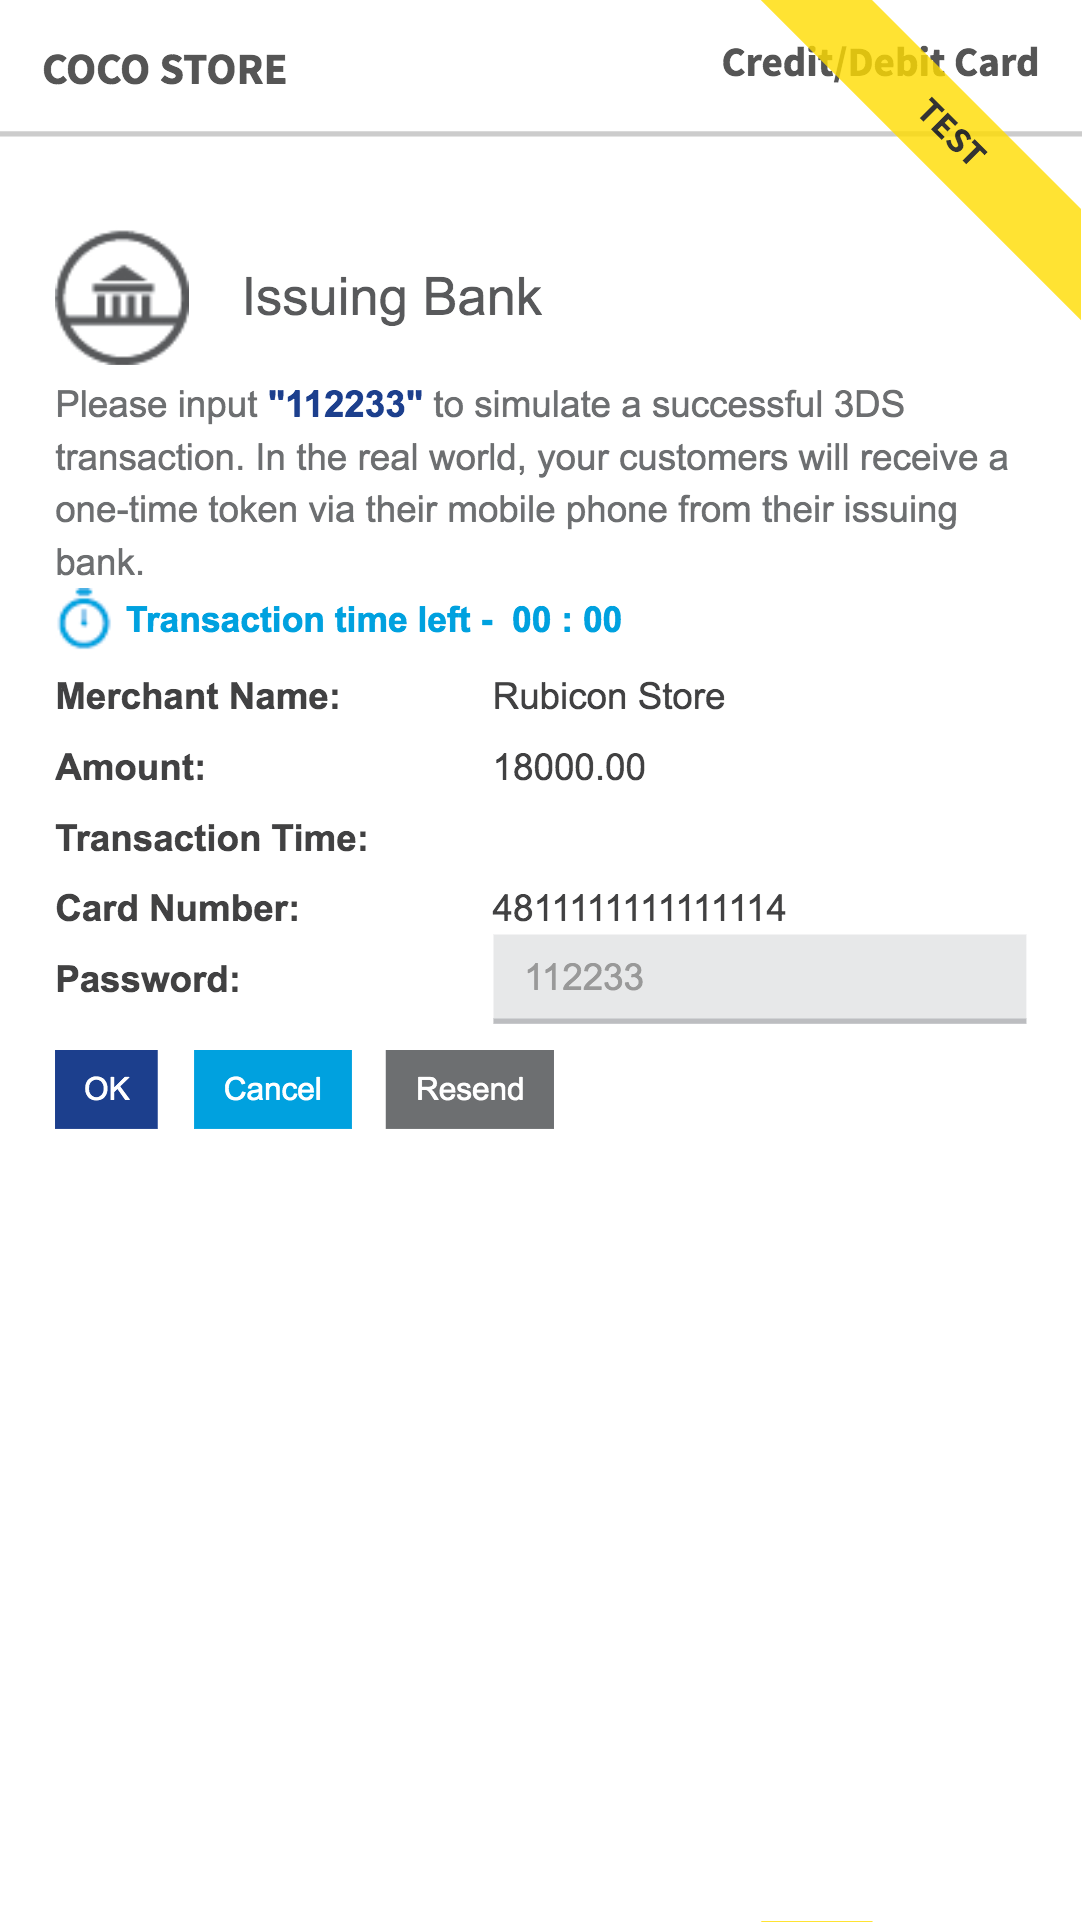 COCO STORE
Credit/Debit Card
TEST
Issuing Bank
Please input "112233" to simulate a successful 3DS
transaction. In the real world, your customers will receive a
one-time token via their mobile phone from their issuing
bank.
Transaction time left - 00 : 00
Merchant Name: Rubicon Store
Amount: 18000.00
Transaction Time:
Card Number: 4811111111111114
Password: 112233
OK Cancel Resend